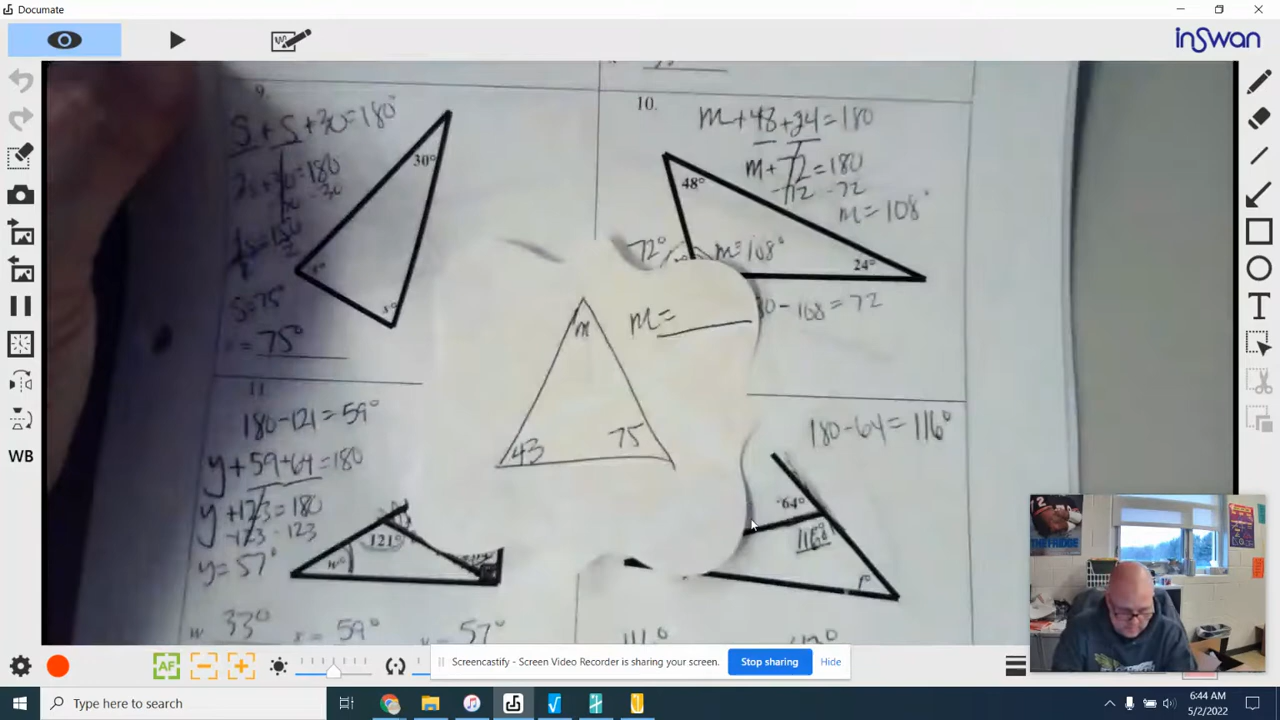 Documate
inSwan
9
S + S + 30 = 180°
30°
= 180
- 30
S = 75°
= 75°
10.
m + 48 + 24 = 180
m + 72 = 180
-72 -72
m = 108°
48°
24°
72°
m = 108°
- 108 = 72
m =
m
43
75
11
180 - 121 = 59°
y + 59 + 64 = 180
y + 123 = 180
-123 -123
y = 57°
121°
33°
= 59°
= 57°
180 - 64 = 116°
64°
116°
WB
AF
Screencastify - Screen Video Recorder is sharing your screen.
Stop sharing
Hide
Type here to search
6:44 AM
5/2/2022